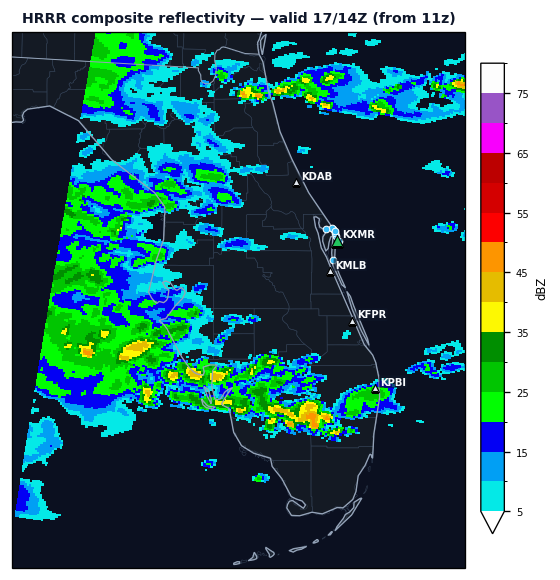 HRRR composite reflectivity — valid 17/14Z (from 11z)
KDAB
KXMR
KMLB
KFPR
KPBI
75
65
55
45
35
25
15
5
dBZ